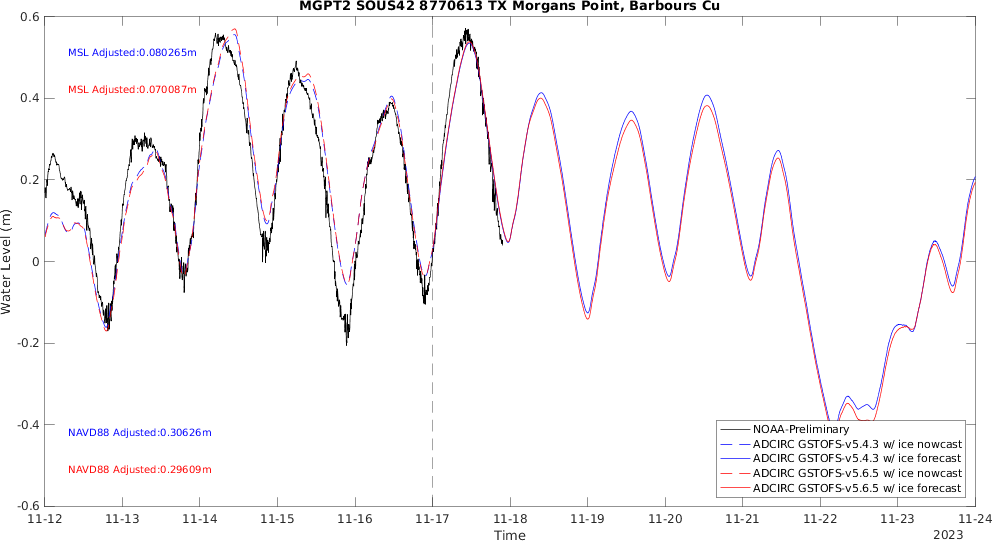 MGPT2 SOUS42 8770613 TX Morgans Point, Barbours Cu
0.6
MSL Adjusted:0.080265m
MSL Adjusted:0.070087m
0.4
0.2
0
-0.2
-0.4
-0.6
Water Level (m)
NAVD88 Adjusted:0.30626m
NAVD88 Adjusted:0.29609m
NOAA-Preliminary
ADCIRC GSTOFS-v5.4.3 w/ ice nowcast
ADCIRC GSTOFS-v5.4.3 w/ ice forecast
ADCIRC GSTOFS-v5.6.5 w/ ice nowcast
ADCIRC GSTOFS-v5.6.5 w/ ice forecast
11-12 11-13 11-14 11-15 11-16 11-17 11-18 11-19 11-20 11-21 11-22 11-23 11-24
Time
2023